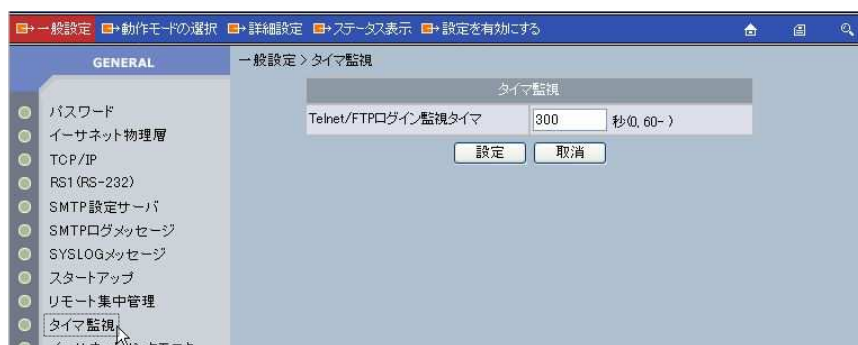 一般設定 動作モードの選択 詳細設定 ステータス表示 設定を有効にする
GENERAL
一般設定 > タイマ監視
タイマ監視
Telnet/FTPログイン監視タイマ 300 秒(0, 60- )
設定 取消
パスワード
イーサネット物理層
TCP/IP
RS1(RS-232)
SMTP設定サーバ
SMTPログメッセージ
SYSLOGメッセージ
スタートアップ
リモート集中管理
タイマ監視